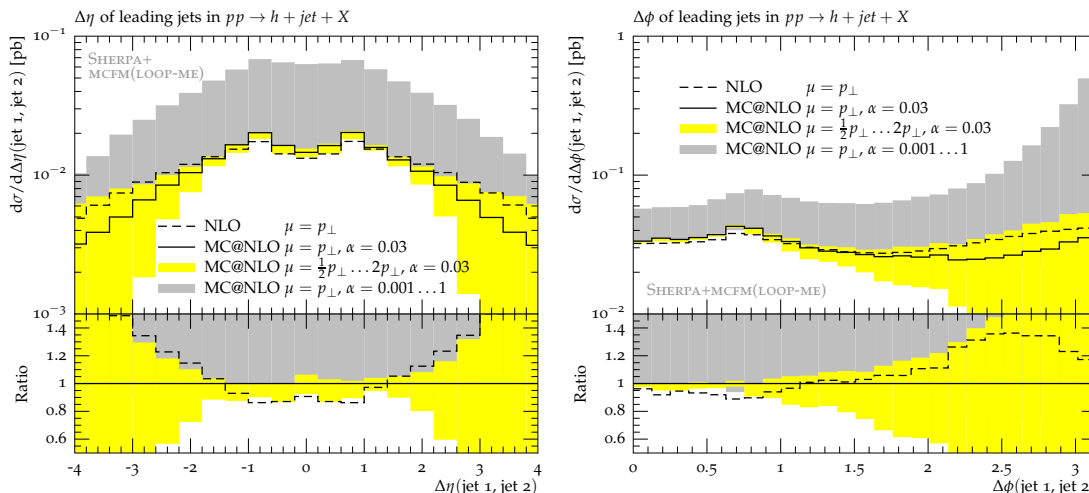 Δη of leading jets in pp → h + jet + X
SHERPA+
MCFM(LOOP-ME)
NLO μ = p⊥
MC@NLO μ = p⊥, α = 0.03
MC@NLO μ = ½p⊥ … 2p⊥, α = 0.03
MC@NLO μ = p⊥, α = 0.001 … 1
10⁻¹
10⁻²
10⁻³
dσ/dΔη(jet 1, jet 2) [pb]
1.4
1.2
1
0.8
0.6
Ratio
-4 -3 -2 -1 0 1 2 3 4
Δη(jet 1, jet 2)
Δφ of leading jets in pp → h + jet + X
NLO μ = p⊥
MC@NLO μ = p⊥, α = 0.03
MC@NLO μ = ½p⊥ … 2p⊥, α = 0.03
MC@NLO μ = p⊥, α = 0.001 … 1
SHERPA+MCFM(LOOP-ME)
1
10⁻¹
10⁻²
dσ/dΔφ(jet 1, jet 2) [pb]
1.4
1.2
1
0.8
0.6
Ratio
0 0.5 1 1.5 2 2.5 3
Δφ(jet 1, jet 2